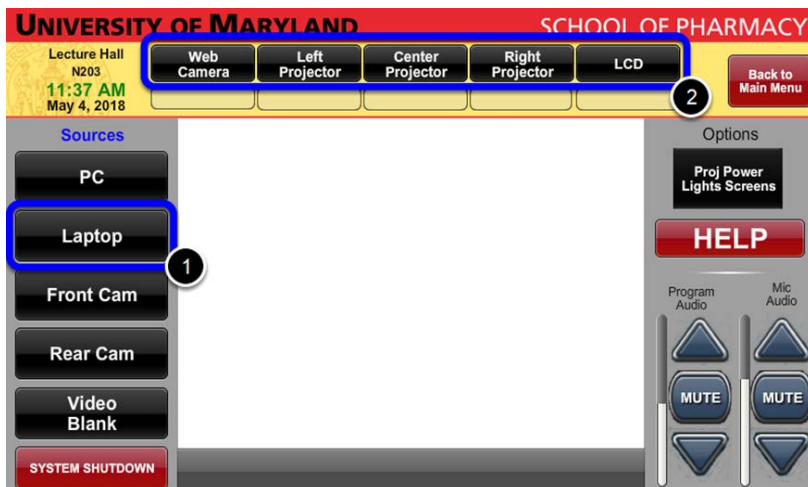 UNIVERSITY OF MARYLAND
SCHOOL OF PHARMACY
Lecture Hall
N203
11:37 AM
May 4, 2018
Web
Camera
Left
Projector
Center
Projector
Right
Projector
LCD
2
Back to
Main Menu
Sources
PC
Laptop
1
Front Cam
Rear Cam
Video
Blank
SYSTEM SHUTDOWN
Options
Proj Power
Lights Screens
HELP
Program
Audio
Mic
Audio
MUTE
MUTE